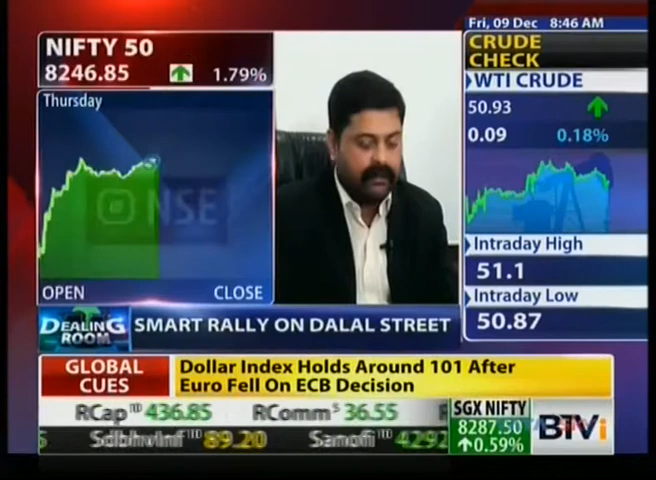 Fri, 09 Dec 8:46 AM
NIFTY 50
8246.85 1.79%
Thursday
NSE
OPEN CLOSE
CRUDE
CHECK
WTI CRUDE
50.93
0.09 0.18%
Intraday High
51.1
Intraday Low
50.87
DEALING
ROOM
SMART RALLY ON DALAL STREET
GLOBAL
CUES
Dollar Index Holds Around 101 After
Euro Fell On ECB Decision
RCap 436.85 RComm 36.55
89.20 Sanofi 4292
SGX NIFTY
8287.50
0.59%
BTVi